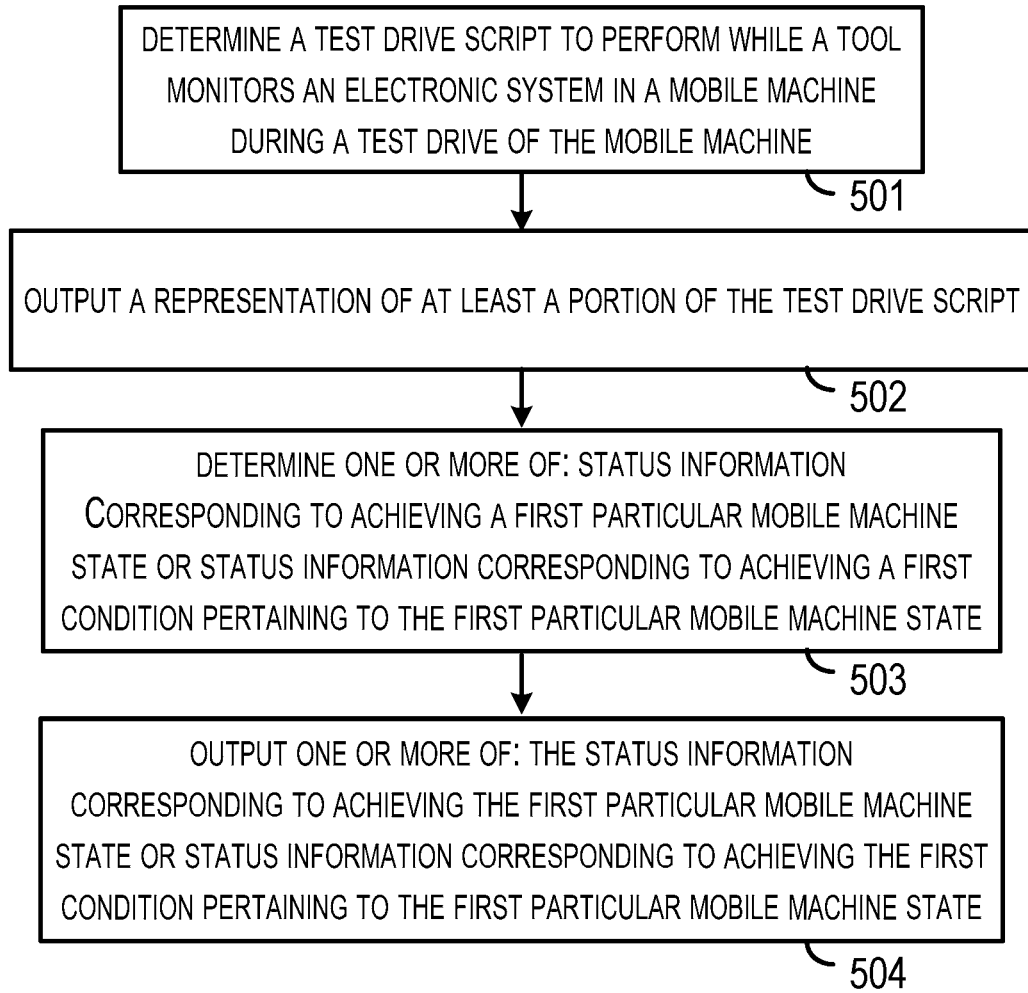 DETERMINE A TEST DRIVE SCRIPT TO PERFORM WHILE A TOOL
MONITORS AN ELECTRONIC SYSTEM IN A MOBILE MACHINE
DURING A TEST DRIVE OF THE MOBILE MACHINE
501
OUTPUT A REPRESENTATION OF AT LEAST A PORTION OF THE TEST DRIVE SCRIPT
502
DETERMINE ONE OR MORE OF: STATUS INFORMATION
CORRESPONDING TO ACHIEVING A FIRST PARTICULAR MOBILE MACHINE
STATE OR STATUS INFORMATION CORRESPONDING TO ACHIEVING A FIRST
CONDITION PERTAINING TO THE FIRST PARTICULAR MOBILE MACHINE STATE
503
OUTPUT ONE OR MORE OF: THE STATUS INFORMATION
CORRESPONDING TO ACHIEVING THE FIRST PARTICULAR MOBILE MACHINE
STATE OR STATUS INFORMATION CORRESPONDING TO ACHIEVING THE FIRST
CONDITION PERTAINING TO THE FIRST PARTICULAR MOBILE MACHINE STATE
504